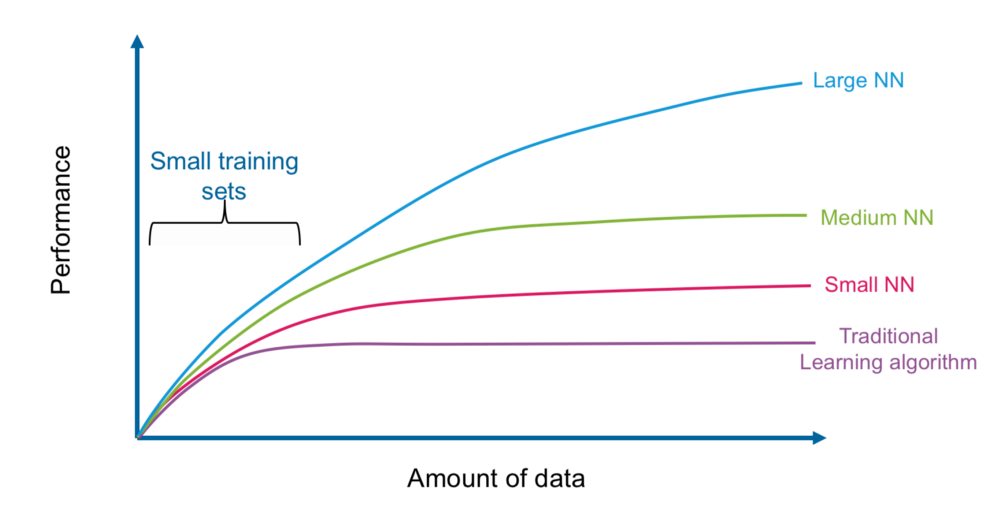 Small training
sets
Performance
Large NN
Medium NN
Small NN
Traditional
Learning algorithm
Amount of data